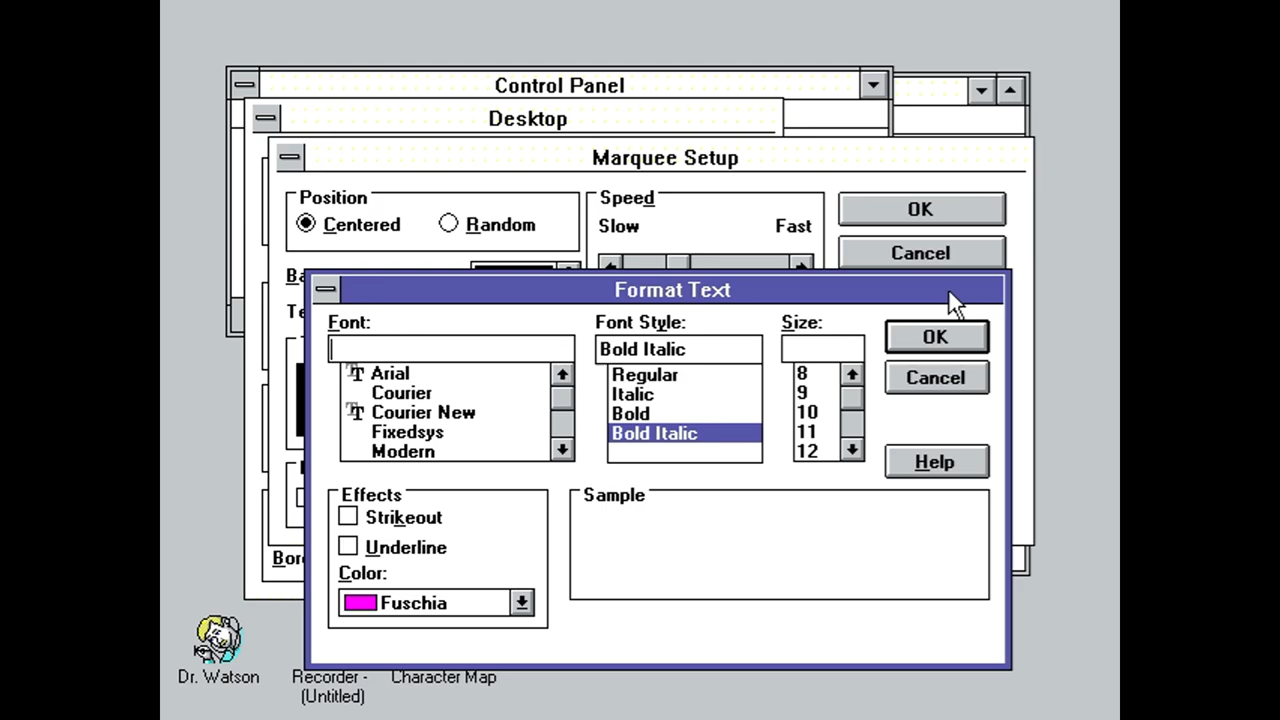 Control Panel
Desktop
Marquee Setup
Position
Centered
Random
Speed
Slow
Fast
OK
Cancel
Format Text
Font:
Font Style:
Size:
Bold Italic
OK
Arial
Courier
Courier New
Fixedsys
Modern
Regular
Italic
Bold
Bold Italic
8
9
10
11
12
Cancel
Help
Effects
Strikeout
Underline
Color:
Fuschia
Sample
Dr. Watson
Recorder -
(Untitled)
Character Map